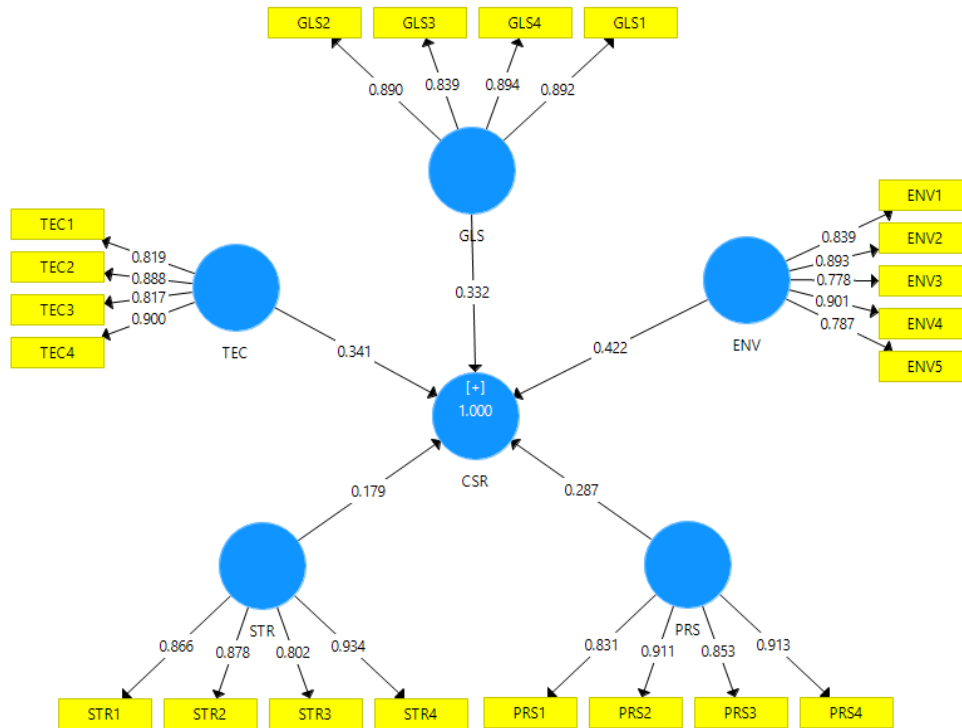 GLS2 GLS3 GLS4 GLS1
0.890 0.839 0.894 0.892
GLS
TEC1
TEC2
TEC3
TEC4
0.819
0.888
0.817
0.900
TEC
ENV1
ENV2
ENV3
ENV4
ENV5
0.839
0.893
0.778
0.901
0.787
ENV
0.332
0.341
0.422
[+]
1.000
CSR
0.179
0.287
STR
PRS
0.866 0.878 0.802 0.934
0.831 0.911 0.853 0.913
STR1 STR2 STR3 STR4
PRS1 PRS2 PRS3 PRS4